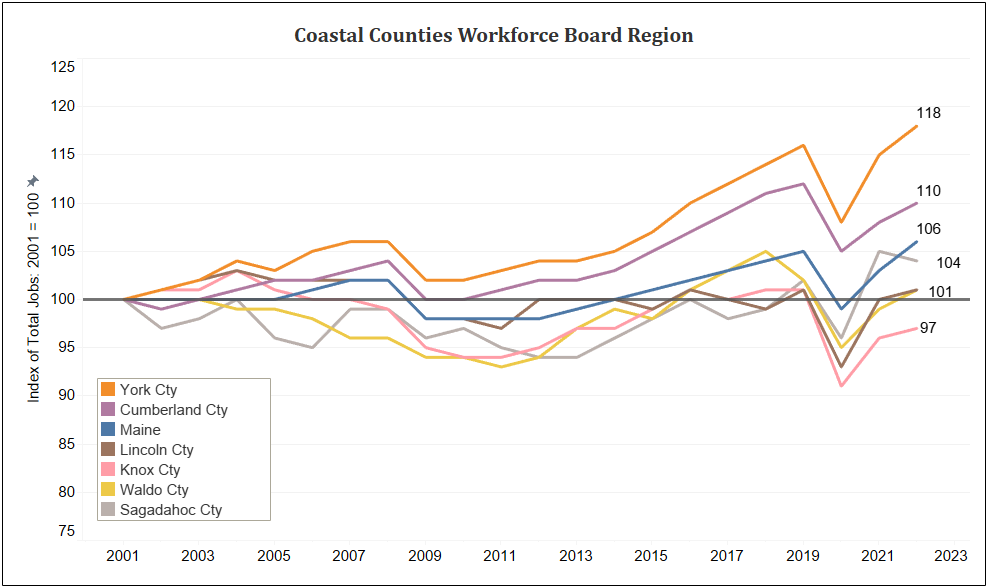 Coastal Counties Workforce Board Region
Index of Total Jobs: 2001 = 100
125
120
115
110
105
100
95
90
85
80
75
118
110
106
104
101
97
York Cty
Cumberland Cty
Maine
Lincoln Cty
Knox Cty
Waldo Cty
Sagadahoc Cty
2001 2003 2005 2007 2009 2011 2013 2015 2017 2019 2021 2023